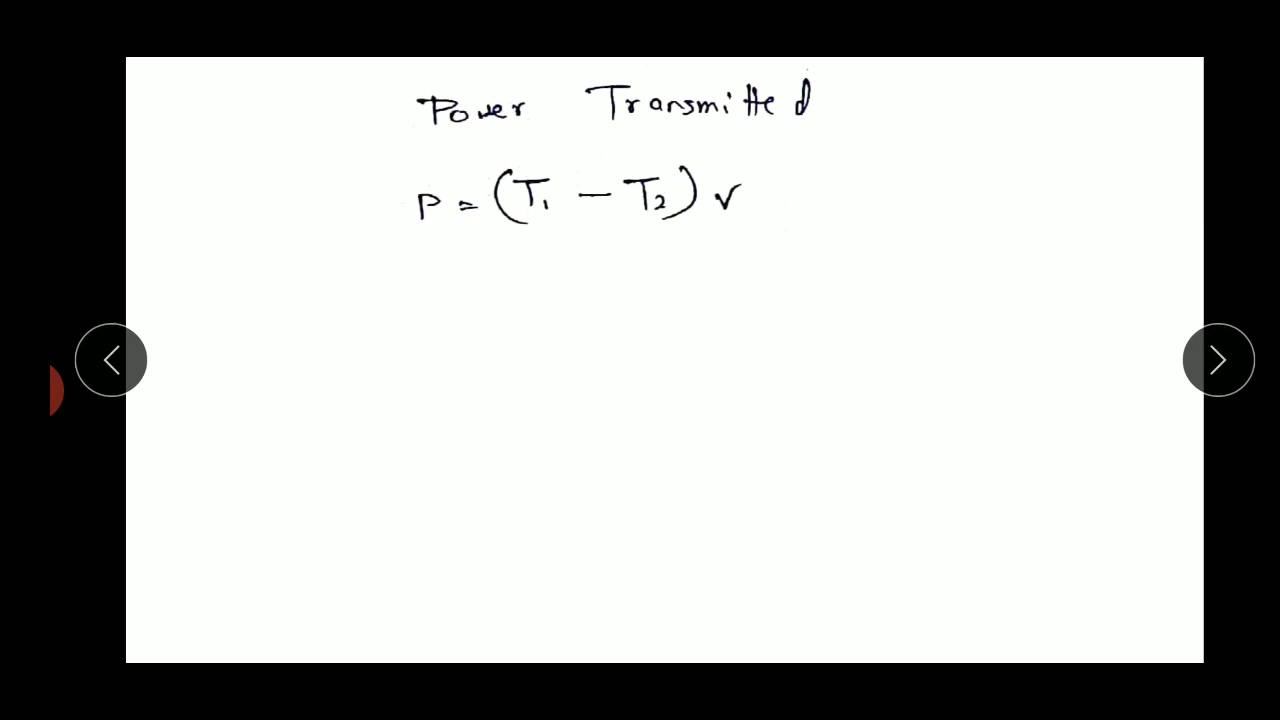 Power Transmitted
P = (T₁ − T₂) v